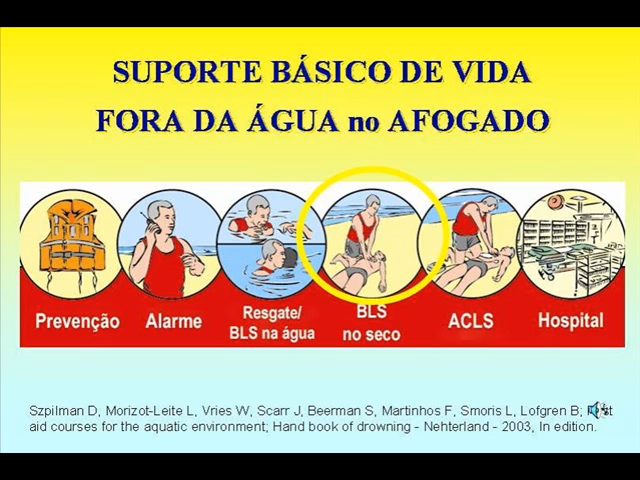 SUPORTE BÁSICO DE VIDA
FORA DA ÁGUA no AFOGADO
Prevenção
Alarme
Resgate/
BLS na água
BLS
no seco
ACLS
Hospital
Szpilman D, Morizot-Leite L, Vries W, Scarr J, Beerman S, Martinhos F, Smoris L, Lofgren B;
aid courses for the aquatic environment; Hand book of drowning - Nehterland - 2003, In edition.